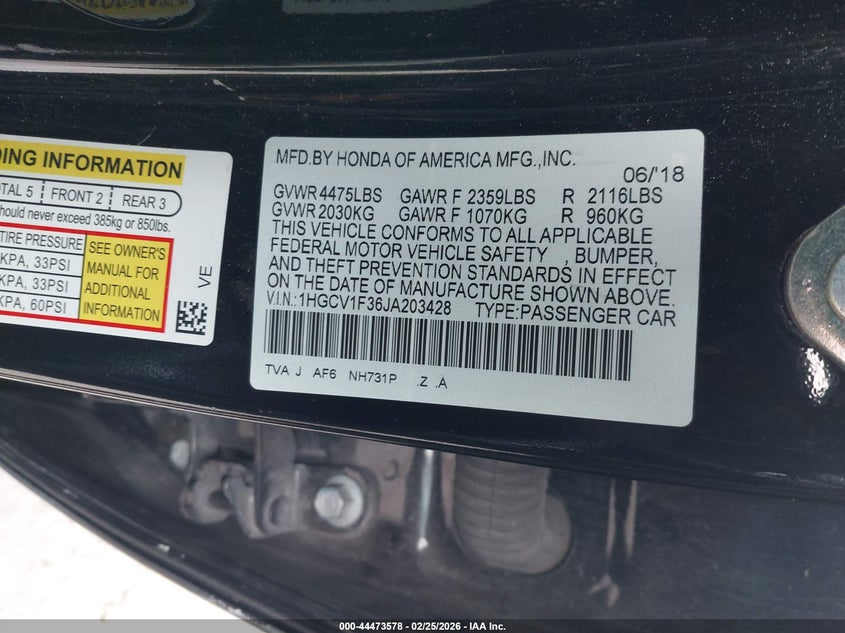 DING INFORMATION
OTAL 5 FRONT 2 REAR 3
should never exceed 385kg or 850lbs.
TIRE PRESSURE
KPA, 33PSI
KPA, 33PSI
KPA, 60PSI
SEE OWNER'S
MANUAL FOR
ADDITIONAL
INFORMATION
VE
MFD.BY HONDA OF AMERICA MFG.,INC.
06/'18
GVWR 4475LBS GAWR F 2359LBS R 2116LBS
GVWR 2030KG GAWR F 1070KG R 960KG
THIS VEHICLE CONFORMS TO ALL APPLICABLE
FEDERAL MOTOR VEHICLE SAFETY , BUMPER,
AND THEFT PREVENTION STANDARDS IN EFFECT
ON THE DATE OF MANUFACTURE SHOWN ABOVE.
V.I.N.:1HGCV1F36JA203428 TYPE:PASSENGER CAR
TVA J AF6 NH731P .Z .A
000-44473578 - 02/25/2026 - IAA Inc.